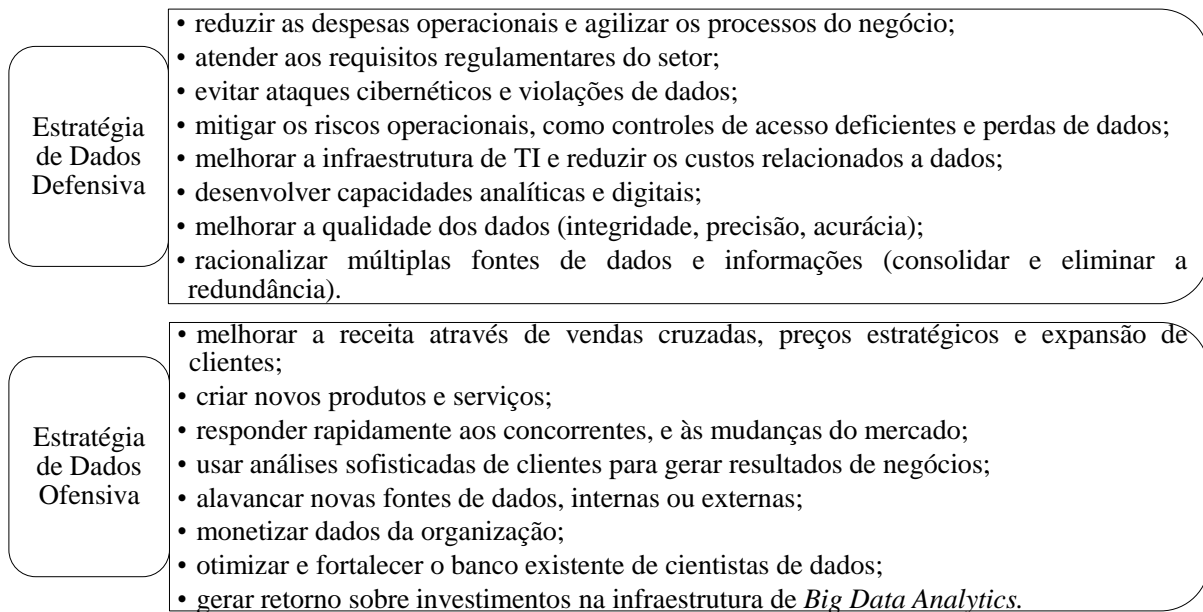 Estratégia
de Dados
Defensiva
• reduzir as despesas operacionais e agilizar os processos do negócio;
• atender aos requisitos regulamentares do setor;
• evitar ataques cibernéticos e violações de dados;
• mitigar os riscos operacionais, como controles de acesso deficientes e perdas de dados;
• melhorar a infraestrutura de TI e reduzir os custos relacionados a dados;
• desenvolver capacidades analíticas e digitais;
• melhorar a qualidade dos dados (integridade, precisão, acurácia);
• racionalizar múltiplas fontes de dados e informações (consolidar e eliminar a
redundância).
Estratégia
de Dados
Ofensiva
• melhorar a receita através de vendas cruzadas, preços estratégicos e expansão de
clientes;
• criar novos produtos e serviços;
• responder rapidamente aos concorrentes, e às mudanças do mercado;
• usar análises sofisticadas de clientes para gerar resultados de negócios;
• alavancar novas fontes de dados, internas ou externas;
• monetizar dados da organização;
• otimizar e fortalecer o banco existente de cientistas de dados;
• gerar retorno sobre investimentos na infraestrutura de Big Data Analytics.